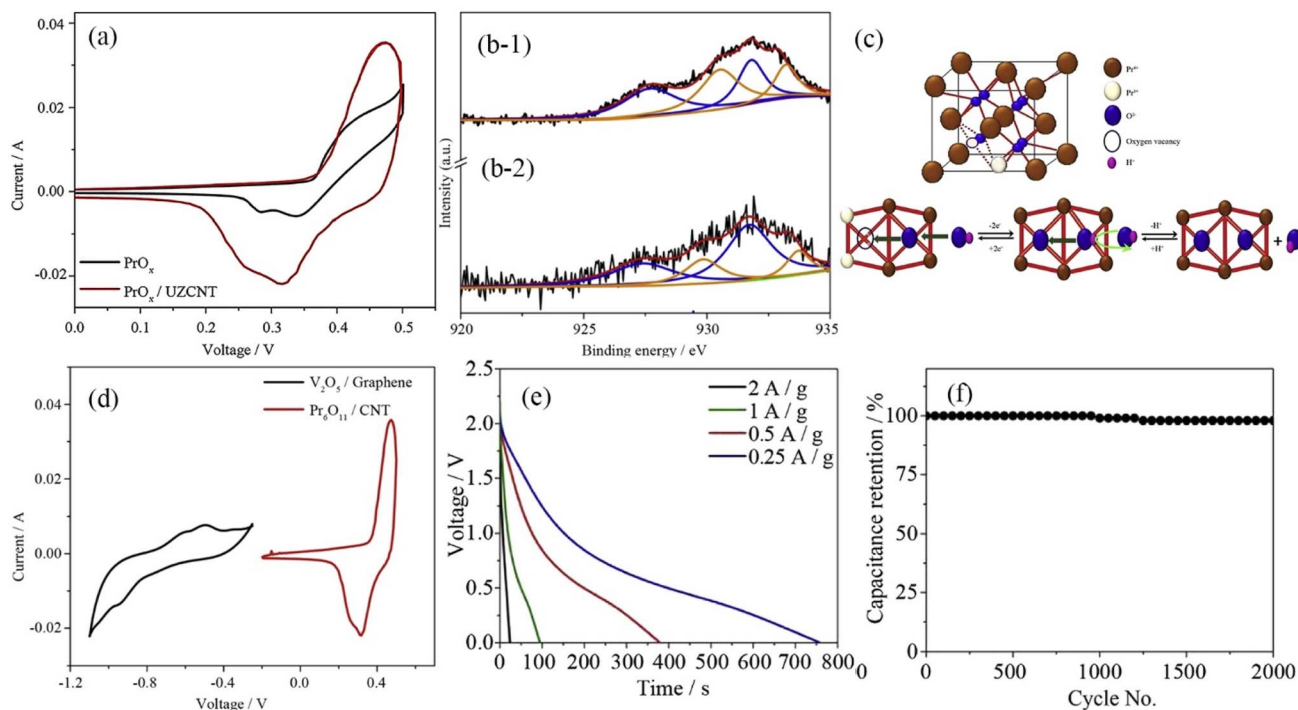 (a)
0.04
0.02
0.00
-0.02
Current / A
PrOₓ
PrOₓ / UZCNT
0.0 0.1 0.2 0.3 0.4 0.5
Voltage / V
(b-1)
(b-2)
Intensity (a.u.)
920 925 930 935
Binding energy / eV
(c)
Pr⁴⁺
Pr³⁺
O²⁻
Oxygen vacancy
H⁺
-2e⁻
+2e⁻
-H⁺
+H⁺
+
(d)
V₂O₅ / Graphene
Pr₆O₁₁ / CNT
0.04
0.02
0.00
-0.02
Current / A
-1.2 -0.8 -0.4 0.0 0.4
Voltage / V
(e)
2 A / g
1 A / g
0.5 A / g
0.25 A / g
2.5
2.0
1.5
1.0
0.5
0.0
Voltage / V
0 100 200 300 400 500 600 700 800
Time / s
(f)
100
75
50
25
0
Capacitance retention / %
0 500 1000 1500 2000
Cycle No.